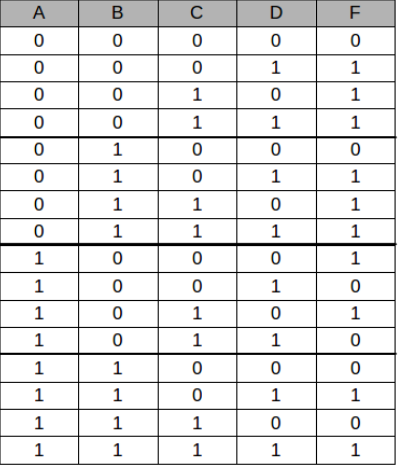 A B C D F
0 0 0 0 0
0 0 0 1 1
0 0 1 0 1
0 0 1 1 1
0 1 0 0 0
0 1 0 1 1
0 1 1 0 1
0 1 1 1 1
1 0 0 0 1
1 0 0 1 0
1 0 1 0 1
1 0 1 1 0
1 1 0 0 0
1 1 0 1 1
1 1 1 0 0
1 1 1 1 1